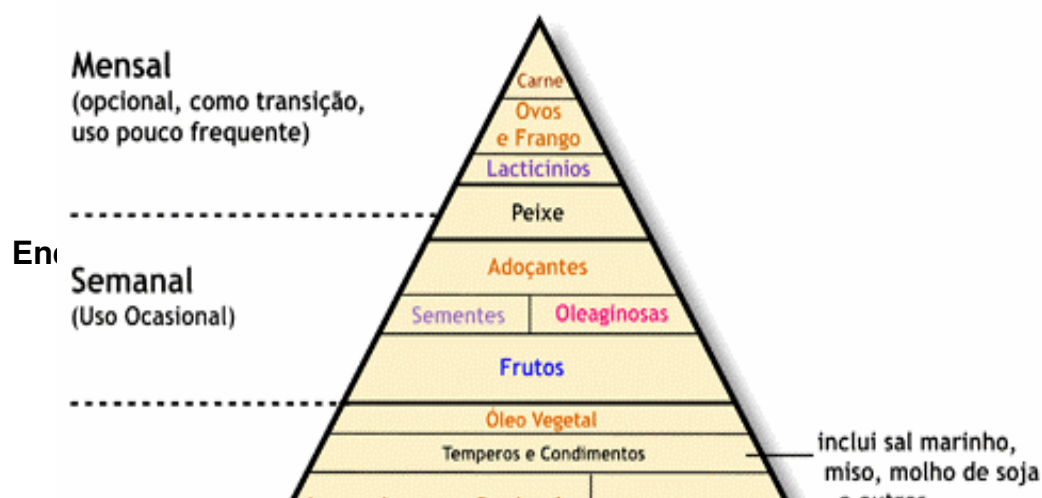 Mensal
(opcional, como transição,
uso pouco frequente)
Carne
Ovos
e Frango
Lacticínios
Peixe
Semanal
(Uso Ocasional)
Adoçantes
Sementes
Oleaginosas
Frutos
Óleo Vegetal
Temperos e Condimentos
inclui sal marinho,
miso, molho de soja